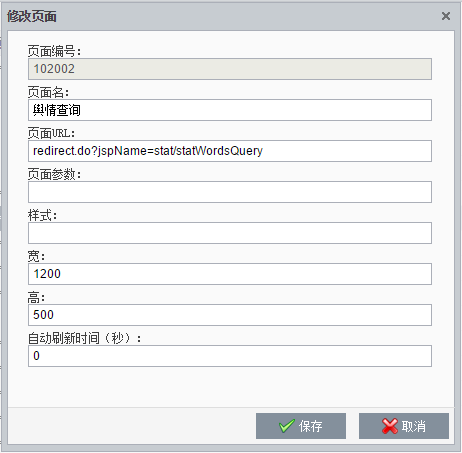 修改页面
页面编号:
102002
页面名:
舆情查询
页面URL:
redirect.do?jspName=stat/statWordsQuery
页面参数:
样式:
宽:
1200
高:
500
自动刷新时间（秒）:
0
保存 取消